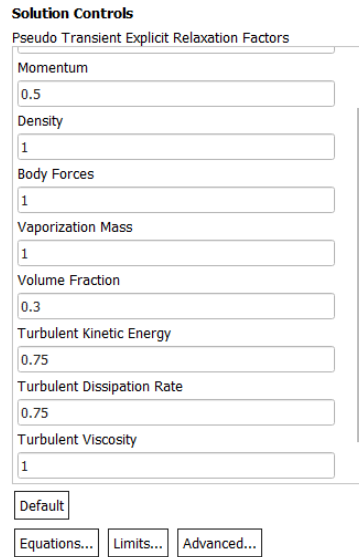 Solution Controls
Pseudo Transient Explicit Relaxation Factors
Momentum
0.5
Density
1
Body Forces
1
Vaporization Mass
1
Volume Fraction
0.3
Turbulent Kinetic Energy
0.75
Turbulent Dissipation Rate
0.75
Turbulent Viscosity
1
Default
Equations... Limits... Advanced...